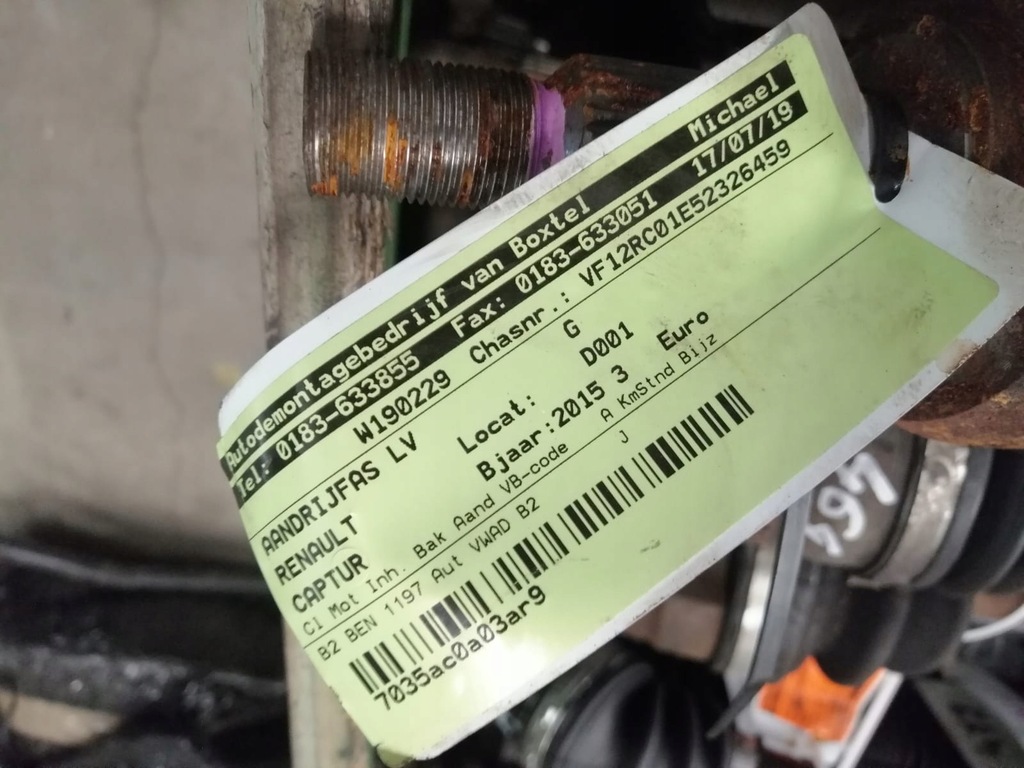 Autodemontagebedrijf van Boxtel Michael
Tel: 0183-633855 Fax: 0183-633051 17/07/19
W190229 Chasnr.: VF12RC01E52326459
AANDRIJFAS LV
RENAULT Locat: G
CAPTUR Bjaar:2015 3 D001 Euro
Cl Mot Inh. Bak Aand VB-code A KmStnd Bijz
B2 BEN 1197 Aut VWAD B2 J
7035ac0a03ar9
464